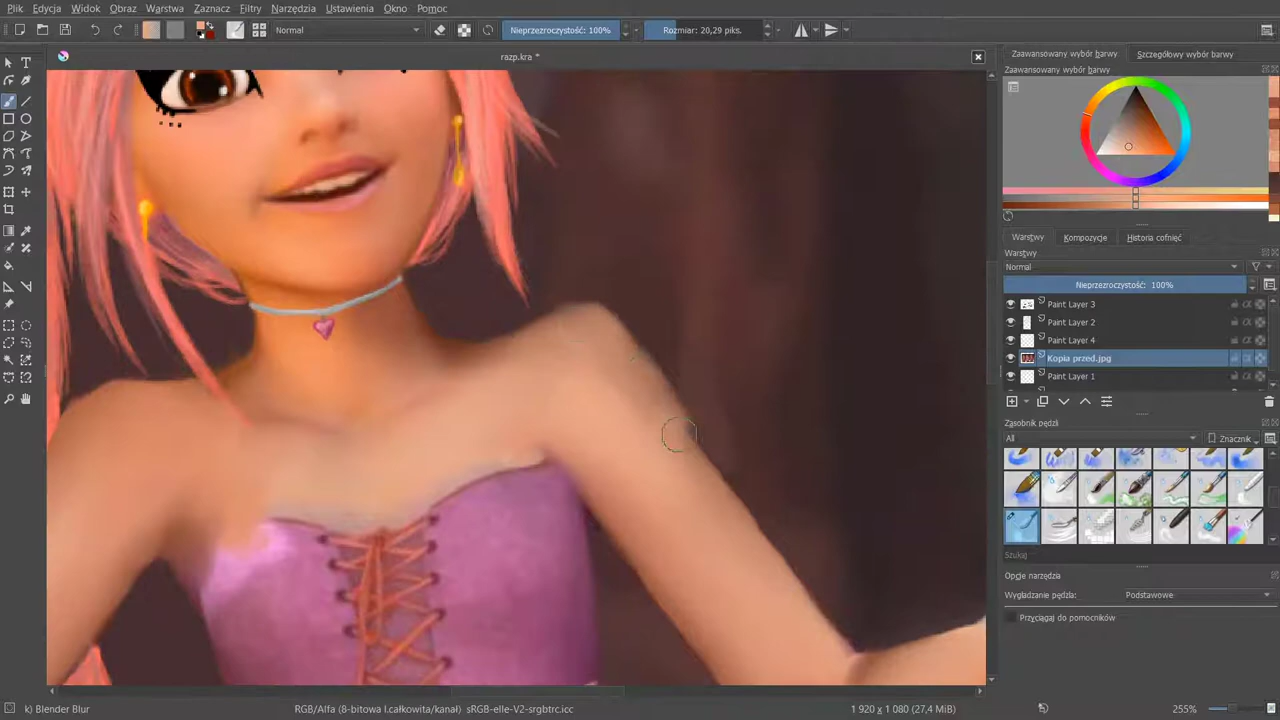 Plik Edycja Widok Obraz Warstwa Zaznacz Filtry Narzędzia Ustawienia Okno Pomoc
Normal Nieprzezroczystość: 100% Rozmiar: 20,29 piks.
razp.kra *
Zaawansowany wybór barwy Szczegółowy wybór barwy
Zaawansowany wybór barwy
Warstwy Kompozycje Historia cofnięć
Warstwy
Normal
Nieprzezroczystość: 100%
Paint Layer 3
Paint Layer 2
Paint Layer 4
Kopia przed.jpg
Paint Layer 1
Zasobnik pędzli
All Znacznik
Szukaj
Opcje narzędzia
Wygładzanie pędzla: Podstawowe
Przyciągaj do pomocników
k) Blender Blur RGB/Alfa (8-bitowa l.całkowita/kanał) sRGB-elle-V2-srgbtrc.icc 1 920 x 1 080 (27,4 MiB) 255%